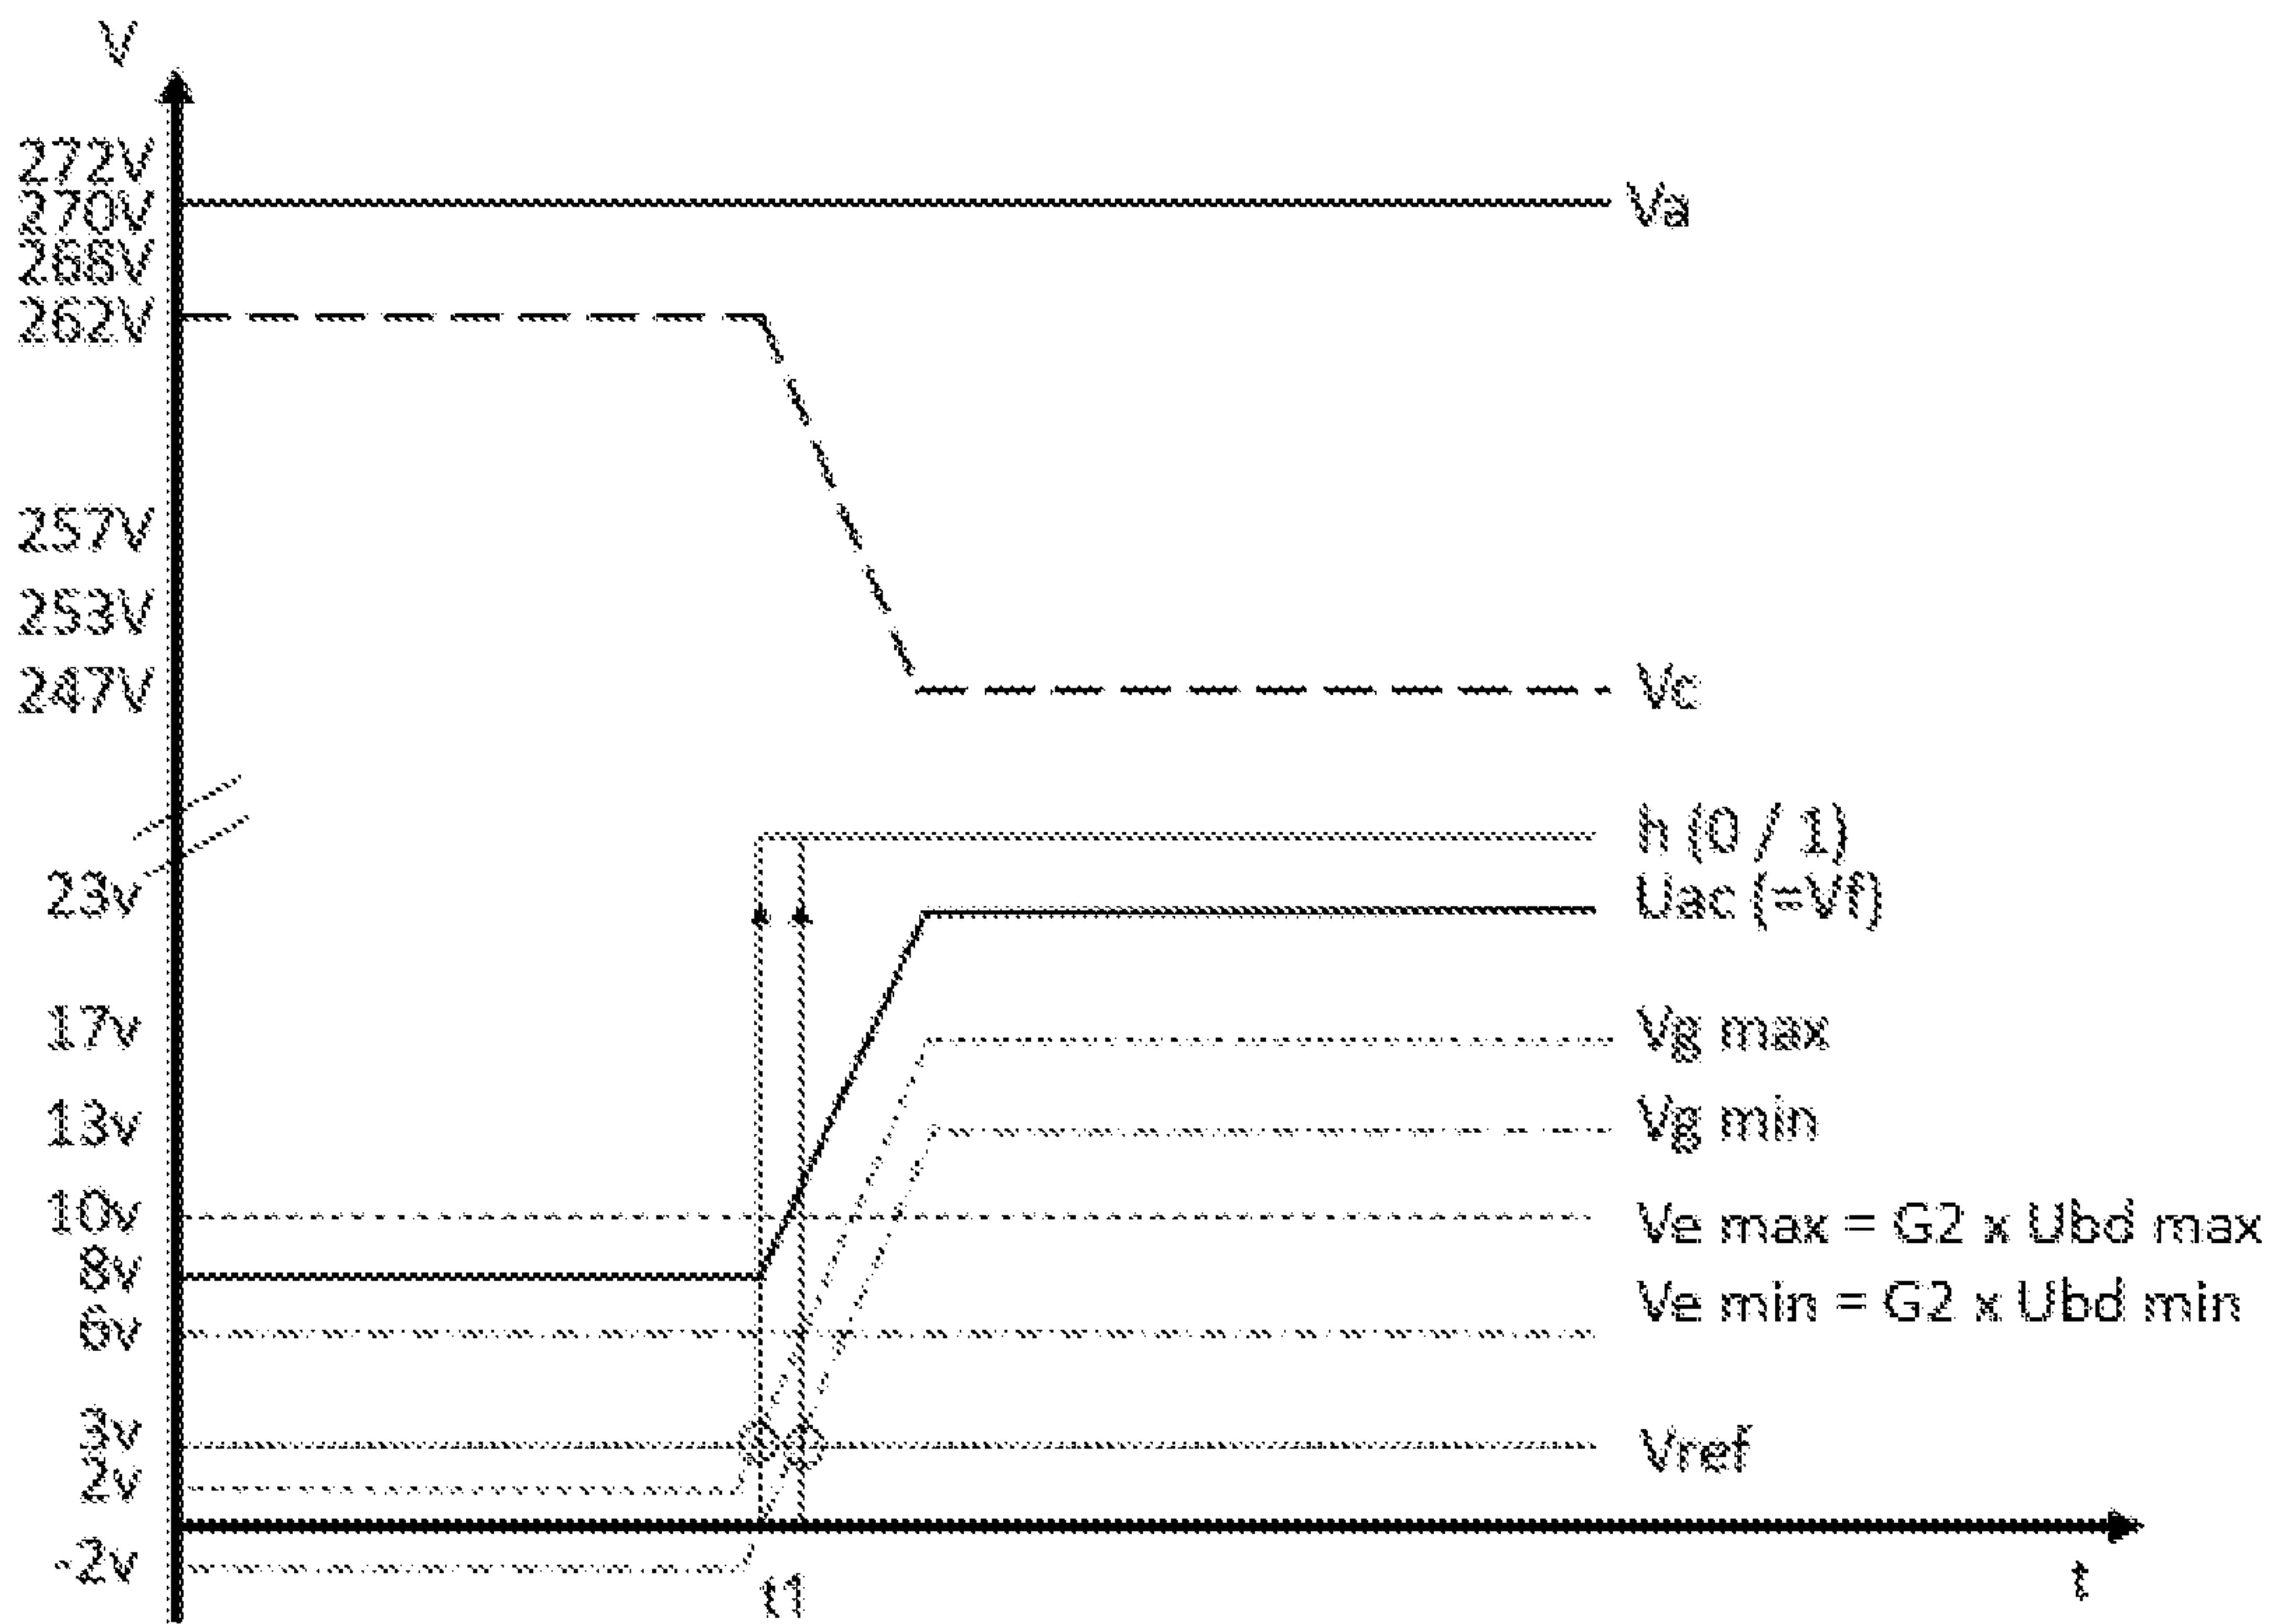 V
272V
270V
Va
268V
262V
257V
253V
247V
Vc
h (0 / 1)
23v
Uac (=Vf)
17v
Vg max
13v
Vg min
10v
Ve max = G2 x Ubd max
8v
Ve min = G2 x Ubd min
6v
3v
Vref
2v
-2v
t1
t